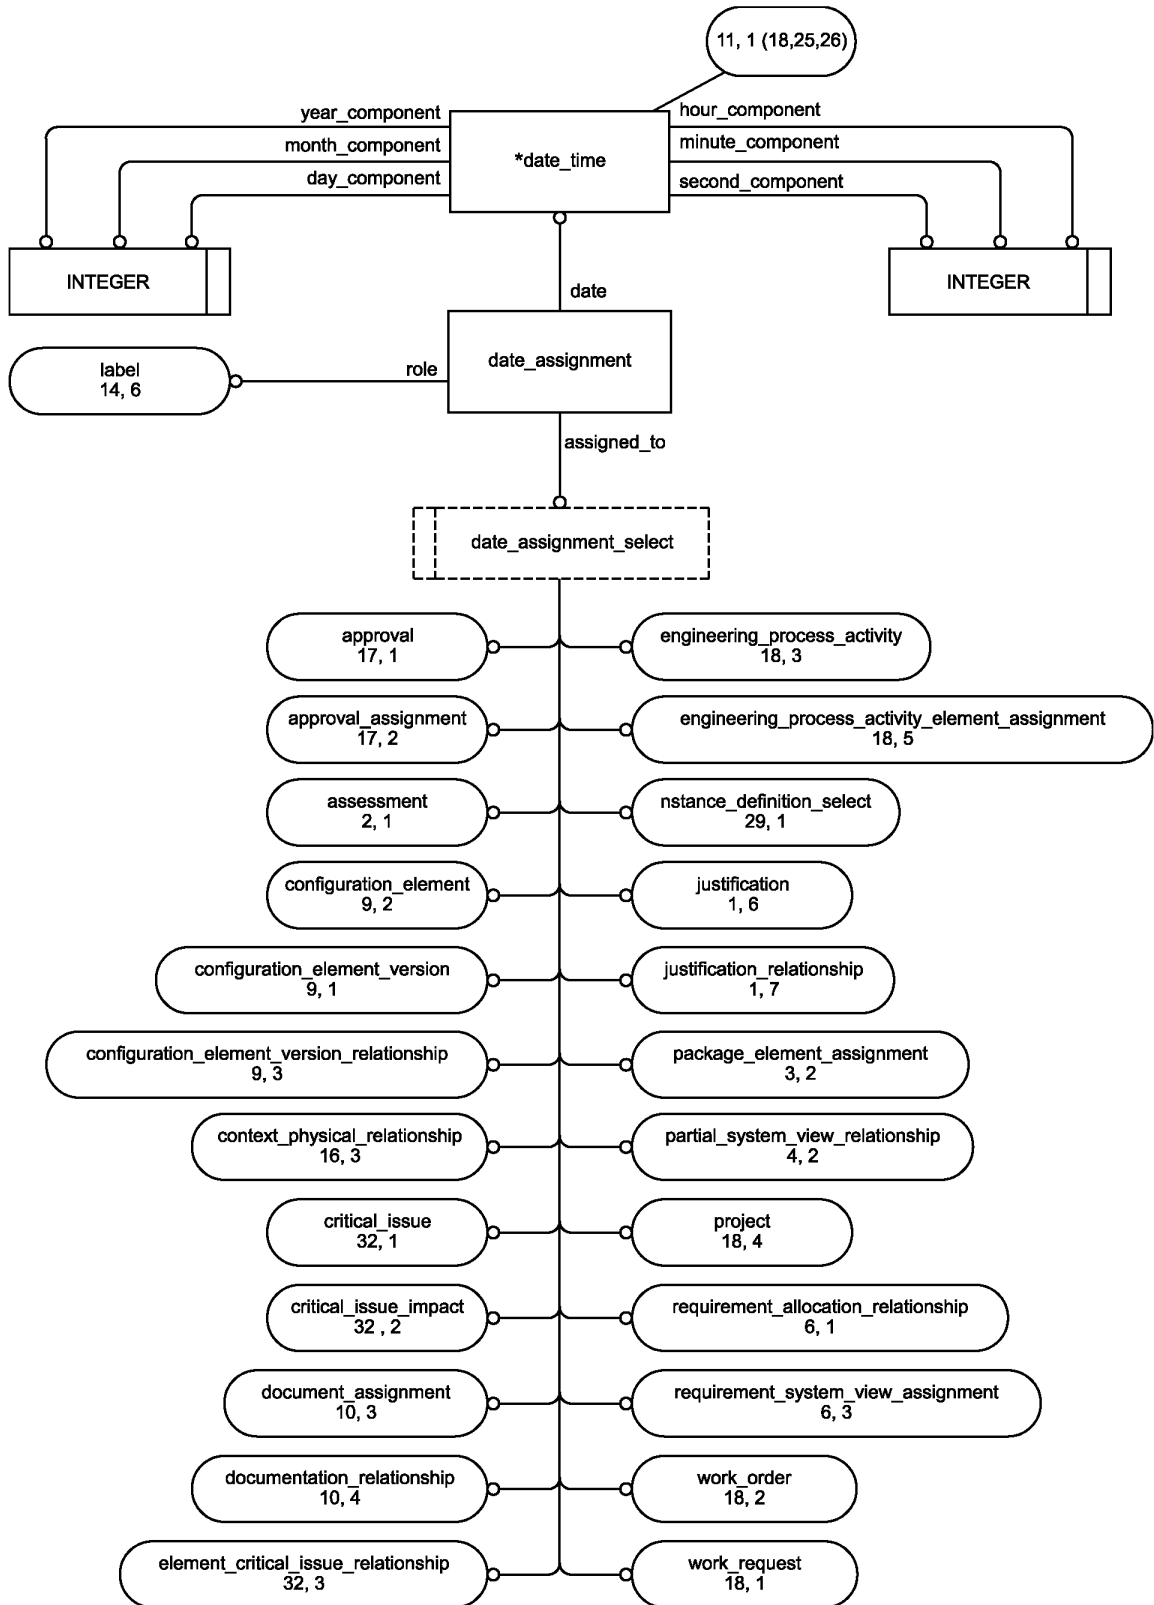 11, 1 (18,25,26)
year_component
hour_component
month_component
minute_component
*date_time
day_component
second_component
INTEGER
INTEGER
date
label
14, 6
role
date_assignment
assigned_to
date_assignment_select
approval
17, 1
engineering_process_activity
18, 3
approval_assignment
17, 2
engineering_process_activity_element_assignment
18, 5
assessment
2, 1
nstance_definition_select
29, 1
configuration_element
9, 2
justification
1, 6
configuration_element_version
9, 1
justification_relationship
1, 7
configuration_element_version_relationship
9, 3
package_element_assignment
3, 2
context_physical_relationship
16, 3
partial_system_view_relationship
4, 2
critical_issue
32, 1
project
18, 4
critical_issue_impact
32 , 2
requirement_allocation_relationship
6, 1
document_assignment
10, 3
requirement_system_view_assignment
6, 3
documentation_relationship
10, 4
work_order
18, 2
element_critical_issue_relationship
32, 3
work_request
18, 1